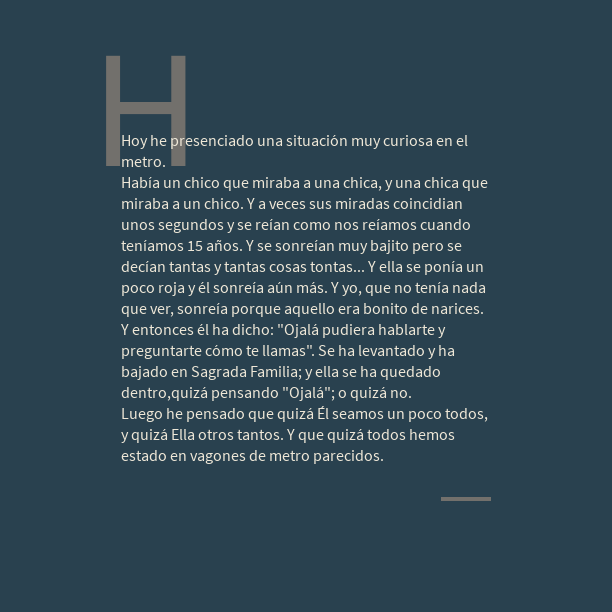 H
Hoy he presenciado una situación muy curiosa en el
metro.
Había un chico que miraba a una chica, y una chica que
miraba a un chico. Y a veces sus miradas coincidian
unos segundos y se reían como nos reíamos cuando
teníamos 15 años. Y se sonreían muy bajito pero se
decían tantas y tantas cosas tontas... Y ella se ponía un
poco roja y él sonreía aún más. Y yo, que no tenía nada
que ver, sonreía porque aquello era bonito de narices.
Y entonces él ha dicho: "Ojalá pudiera hablarte y
preguntarte cómo te llamas". Se ha levantado y ha
bajado en Sagrada Familia; y ella se ha quedado
dentro,quizá pensando "Ojalá"; o quizá no.
Luego he pensado que quizá Él seamos un poco todos,
y quizá Ella otros tantos. Y que quizá todos hemos
estado en vagones de metro parecidos.